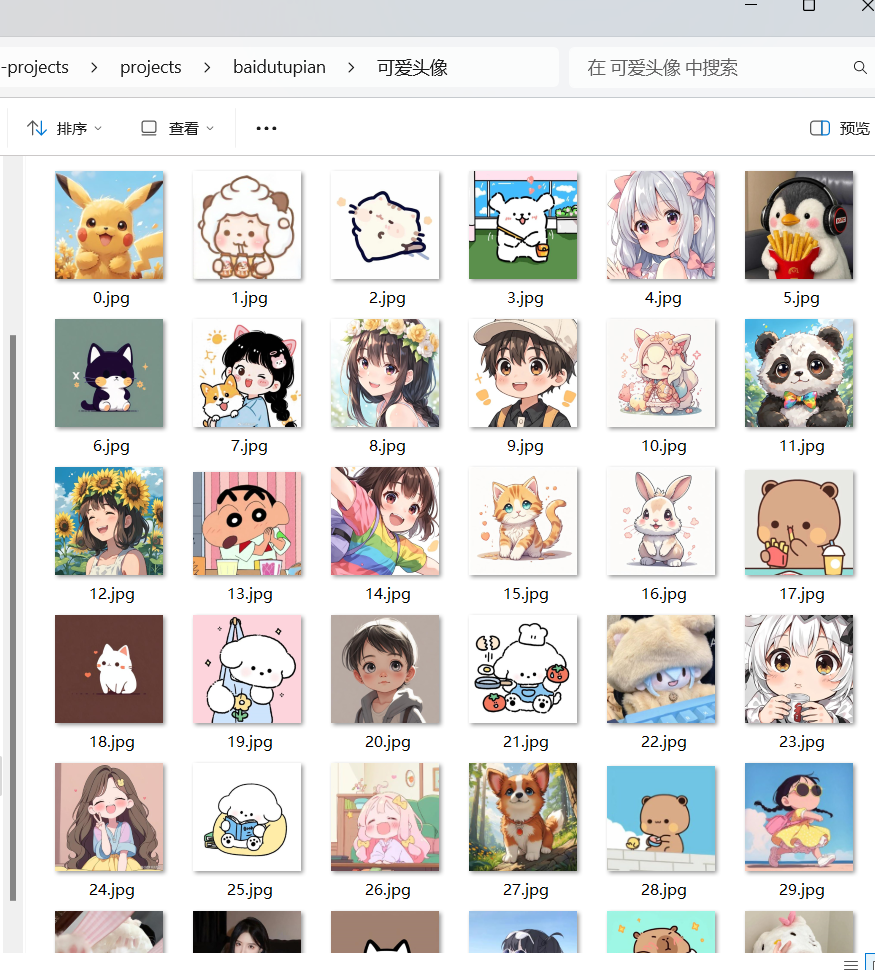 -projects > projects > baidutupian > 可爱头像
在 可爱头像 中搜索
排序 查看 ••• 预览
0.jpg 1.jpg 2.jpg 3.jpg 4.jpg 5.jpg
6.jpg 7.jpg 8.jpg 9.jpg 10.jpg 11.jpg
12.jpg 13.jpg 14.jpg 15.jpg 16.jpg 17.jpg
18.jpg 19.jpg 20.jpg 21.jpg 22.jpg 23.jpg
24.jpg 25.jpg 26.jpg 27.jpg 28.jpg 29.jpg